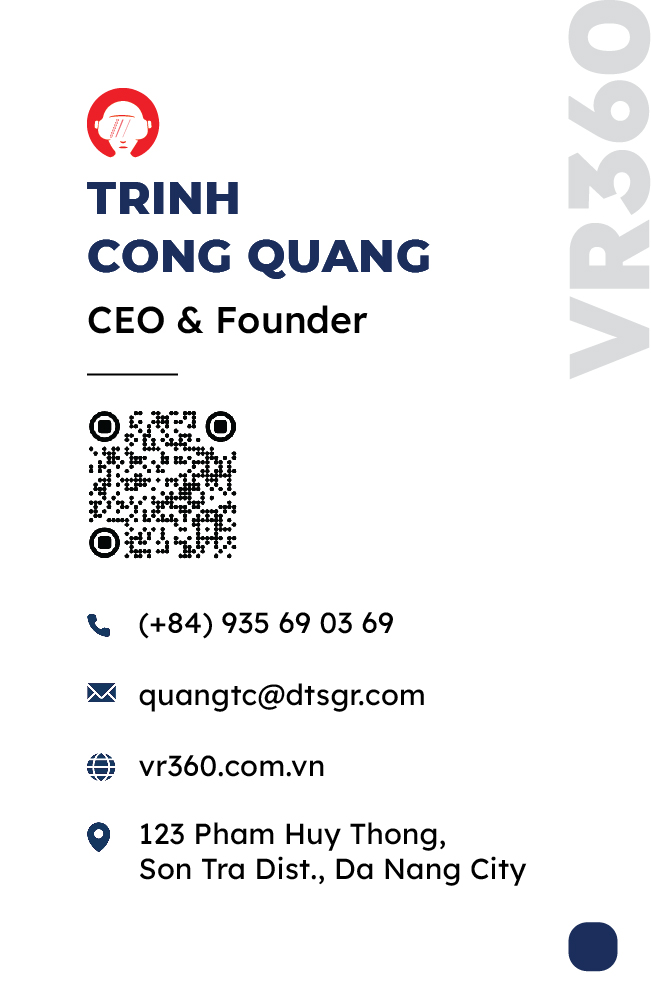 VR360
TRINH
CONG QUANG
CEO & Founder
(+84) 935 69 03 69
quangtc@dtsgr.com
vr360.com.vn
123 Pham Huy Thong,
Son Tra Dist., Da Nang City